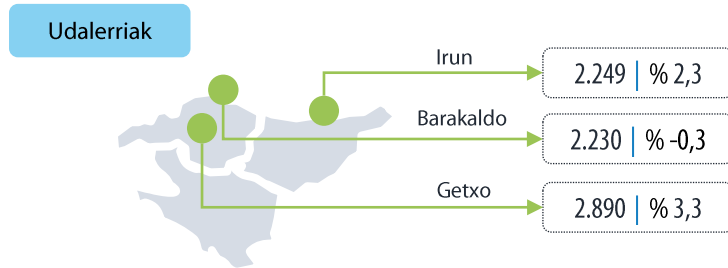 Udalerriak
Irun
2.249 | % 2,3
Barakaldo
2.230 | % -0,3
Getxo
2.890 | % 3,3